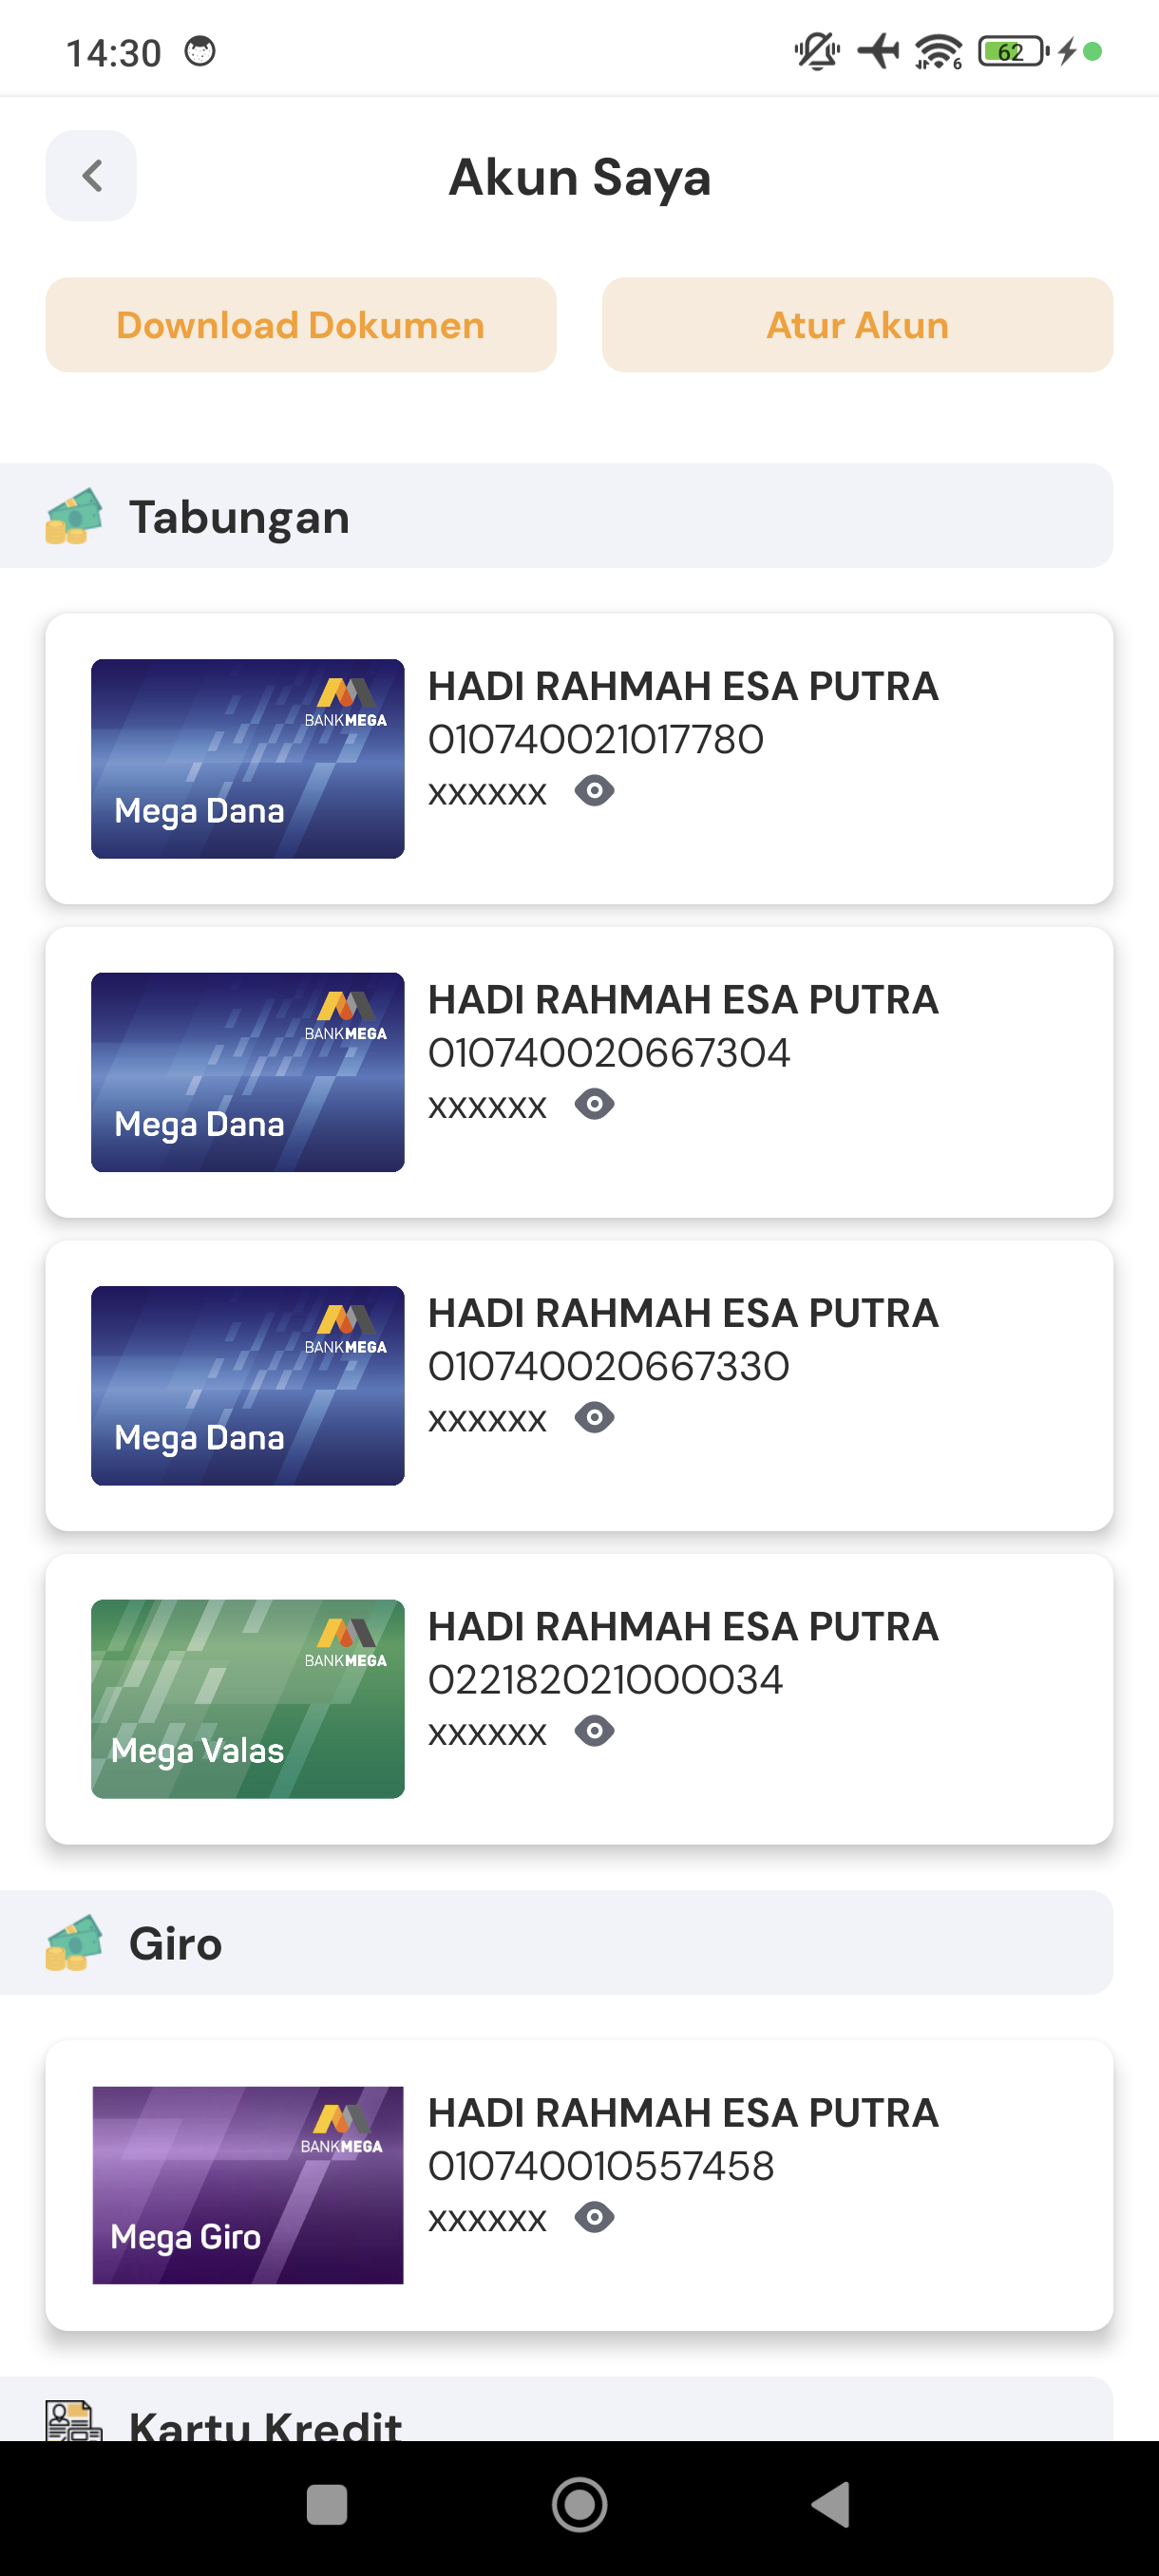 14:30
6
62
Akun Saya
Download Dokumen
Atur Akun
Tabungan
BANKMEGA
Mega Dana
HADI RAHMAH ESA PUTRA
010740021017780
xxxxxx
BANKMEGA
Mega Dana
HADI RAHMAH ESA PUTRA
010740020667304
xxxxxx
BANKMEGA
Mega Dana
HADI RAHMAH ESA PUTRA
010740020667330
xxxxxx
BANKMEGA
Mega Valas
HADI RAHMAH ESA PUTRA
022182021000034
xxxxxx
Giro
BANKMEGA
Mega Giro
HADI RAHMAH ESA PUTRA
010740010557458
xxxxxx
Kartu Kredit